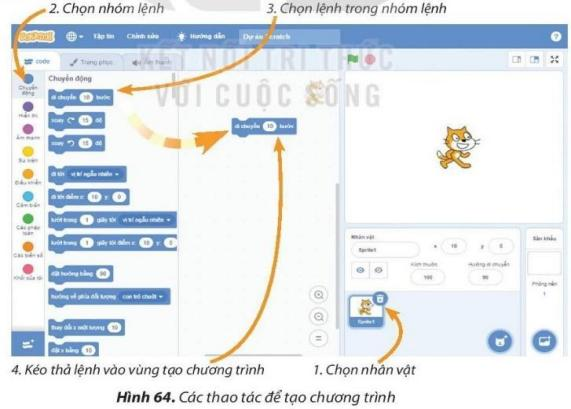 2. Chọn nhóm lệnh
3. Chọn lệnh trong nhóm lệnh
Tập tin
Chỉnh sửa
Hướng dẫn
Dự án Scratch
code
Trang phục
Âm thanh
KẾT NỐI TRI THỨC
VỚI CUỘC SỐNG
Chuyển động
Hiển thị
Âm thanh
Sự kiện
Điều khiển
Cảm biến
Các phép toán
Các biến số
Khối của tôi
Chuyển động
di chuyển 10 bước
xoay 15 độ
xoay 15 độ
đi tới vị trí ngẫu nhiên
đi tới điểm x: 10 y: 0
lướt trong 1 giây tới vị trí ngẫu nhiên
lướt trong 1 giây tới điểm x: 10 y: 0
đặt hướng bằng 90
hướng về phía đối tượng con trỏ chuột
thay đổi x một lượng 10
đặt x bằng 10
di chuyển 10 bước
Nhân vật
Sprite1
x 10
y 0
Kích thước
100
Hướng di chuyển
90
Sprite1
Sân khấu
Phông nền
1
4. Kéo thả lệnh vào vùng tạo chương trình
1. Chọn nhân vật
Hình 64. Các thao tác để tạo chương trình